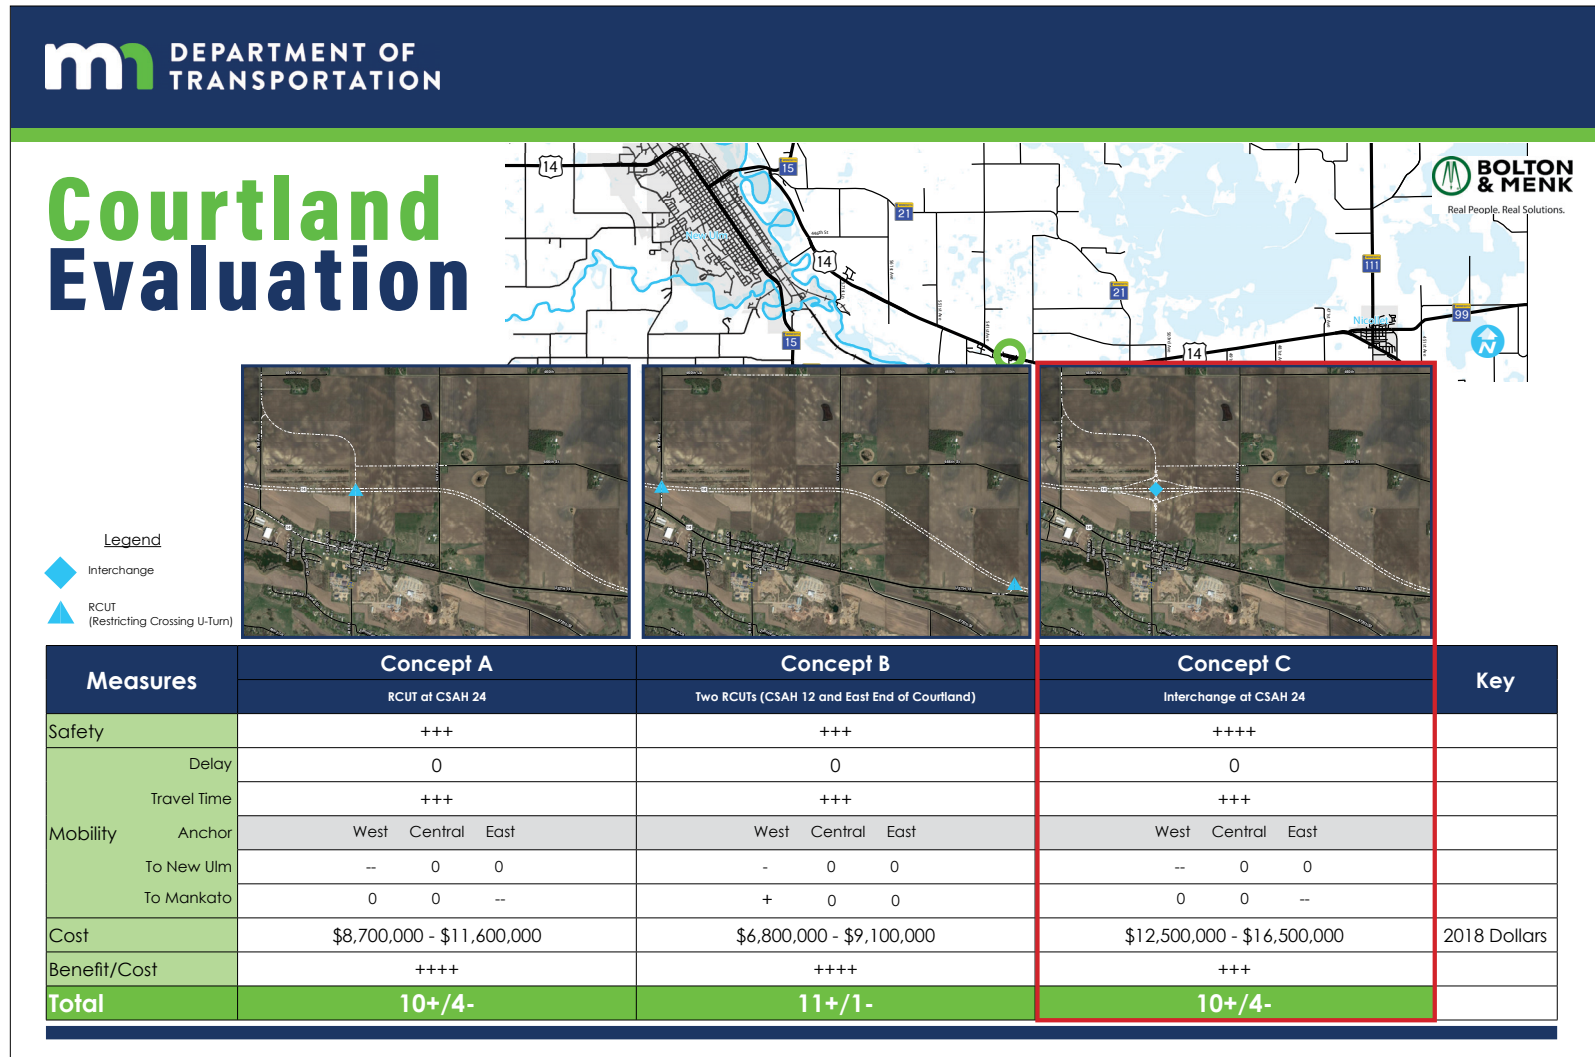 DEPARTMENT OF
TRANSPORTATION
Courtland
Evaluation
BOLTON
& MENK
Real People. Real Solutions.
14
15
21
New Ulm
14
111
21
15
99
Nicollet
14
N
Legend
Interchange
RCUT
(Restricting Crossing U-Turn)
Measures
Concept A
Concept B
Concept C
Key
RCUT at CSAH 24
Two RCUTs (CSAH 12 and East End of Courtland)
Interchange at CSAH 24
Safety +++ +++ ++++
Delay 0 0 0
Travel Time +++ +++ +++
Mobility Anchor West Central East West Central East West Central East
To New Ulm -- 0 0 - 0 0 -- 0 0
To Mankato 0 0 -- + 0 0 0 0 --
Cost $8,700,000 - $11,600,000 $6,800,000 - $9,100,000 $12,500,000 - $16,500,000 2018 Dollars
Benefit/Cost ++++ ++++ +++
Total 10+/4- 11+/1- 10+/4-